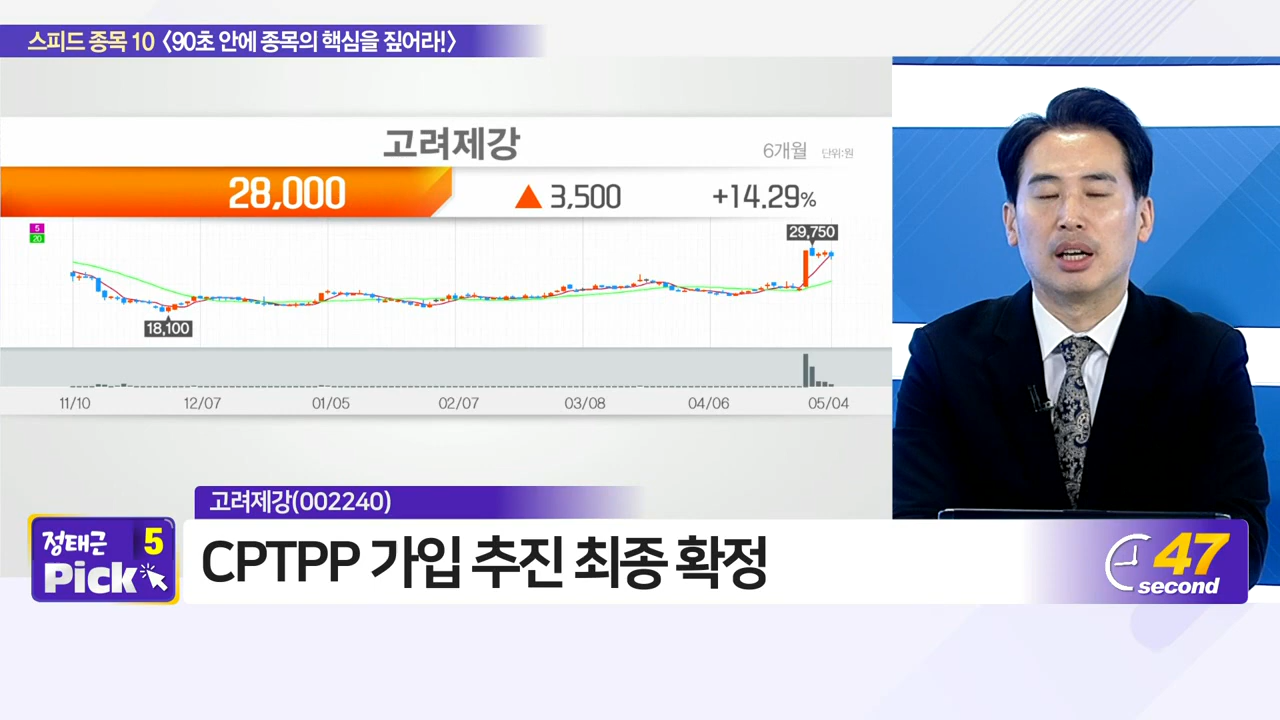 스피드 종목 10 <90초 안에 종목의 핵심을 짚어라!>
고려제강
6개월 단위:원
28,000 ▲ 3,500 +14.29%
5
20
29,750
18,100
11/10 12/07 01/05 02/07 03/08 04/06 05/04
고려제강(002240)
정태근 5
Pick
CPTPP 가입 추진 최종 확정
47
second